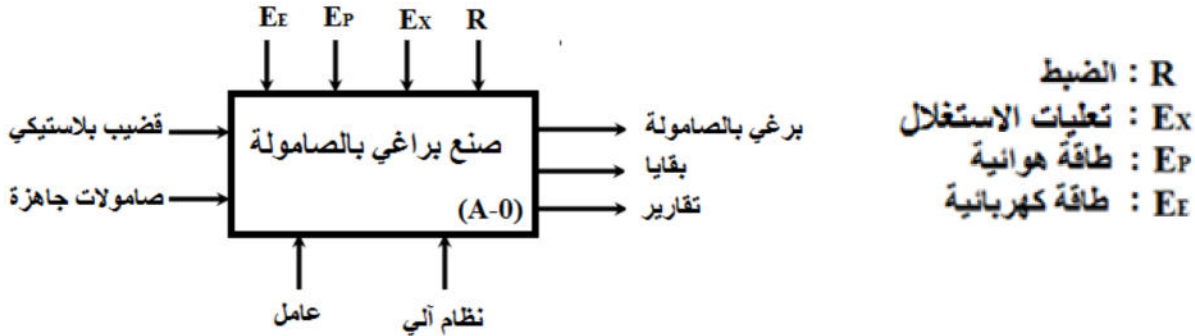 EE EP EX R
R : الضبط
EX : تعليات الاستغلال
EP : طاقة هوائية
EE : طاقة كهربائية
قضيب بلاستيكي
صامولات جاهزة
صنع براغي بالصامولة
(A-0)
برغي بالصامولة
بقايا
تقارير
عامل
نظام آلي